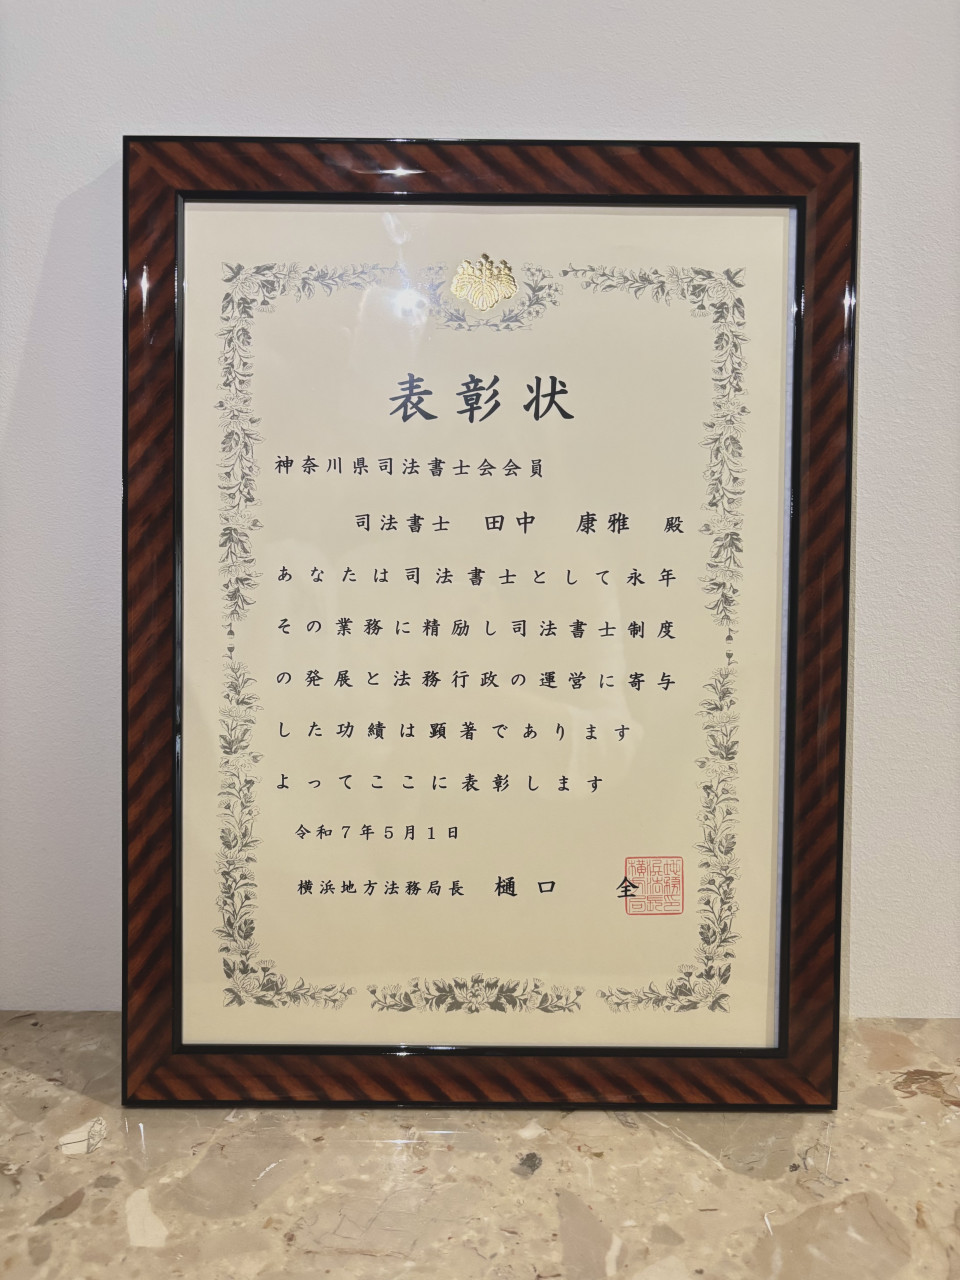 表彰状
神奈川県司法書士会会員
司法書士 田中 康雅 殿
あなたは司法書士として永年
その業務に精励し司法書士制度
の発展と法務行政の運営に寄与
した功績は顕著であります
よってここに表彰します
令和7年5月1日
横浜地方法務局長 樋口 全